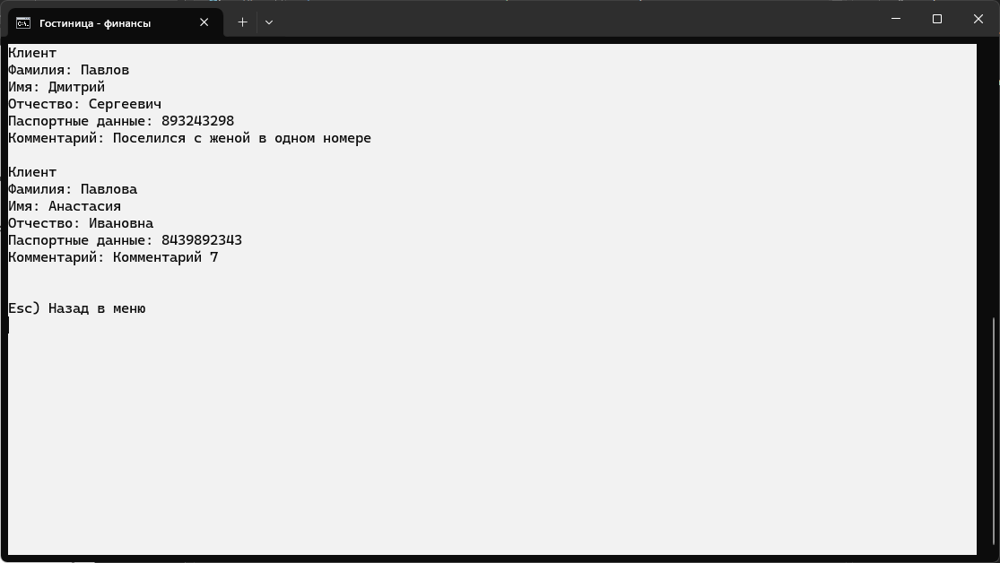 Гостиница - финансы
Клиент
Фамилия: Павлов
Имя: Дмитрий
Отчество: Сергеевич
Паспортные данные: 893243298
Комментарий: Поселился с женой в одном номере
Клиент
Фамилия: Павлова
Имя: Анастасия
Отчество: Ивановна
Паспортные данные: 8439892343
Комментарий: Комментарий 7
Esc) Назад в меню